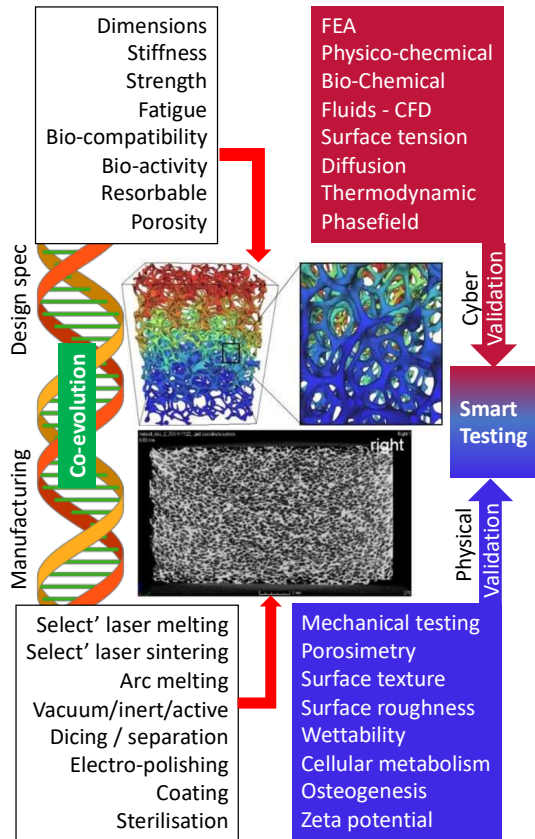 Dimensions
Stiffness
Strength
Fatigue
Bio-compatibility
Bio-activity
Resorbable
Porosity
FEA
Physico-checmical
Bio-Chemical
Fluids - CFD
Surface tension
Diffusion
Thermodynamic
Phasefield
Design spec
Co-evolution
Manufacturing
Cyber
Validation
Smart
Testing
Physical
Validation
right
Select' laser melting
Select' laser sintering
Arc melting
Vacuum/inert/active
Dicing / separation
Electro-polishing
Coating
Sterilisation
Mechanical testing
Porosimetry
Surface texture
Surface roughness
Wettability
Cellular metabolism
Osteogenesis
Zeta potential